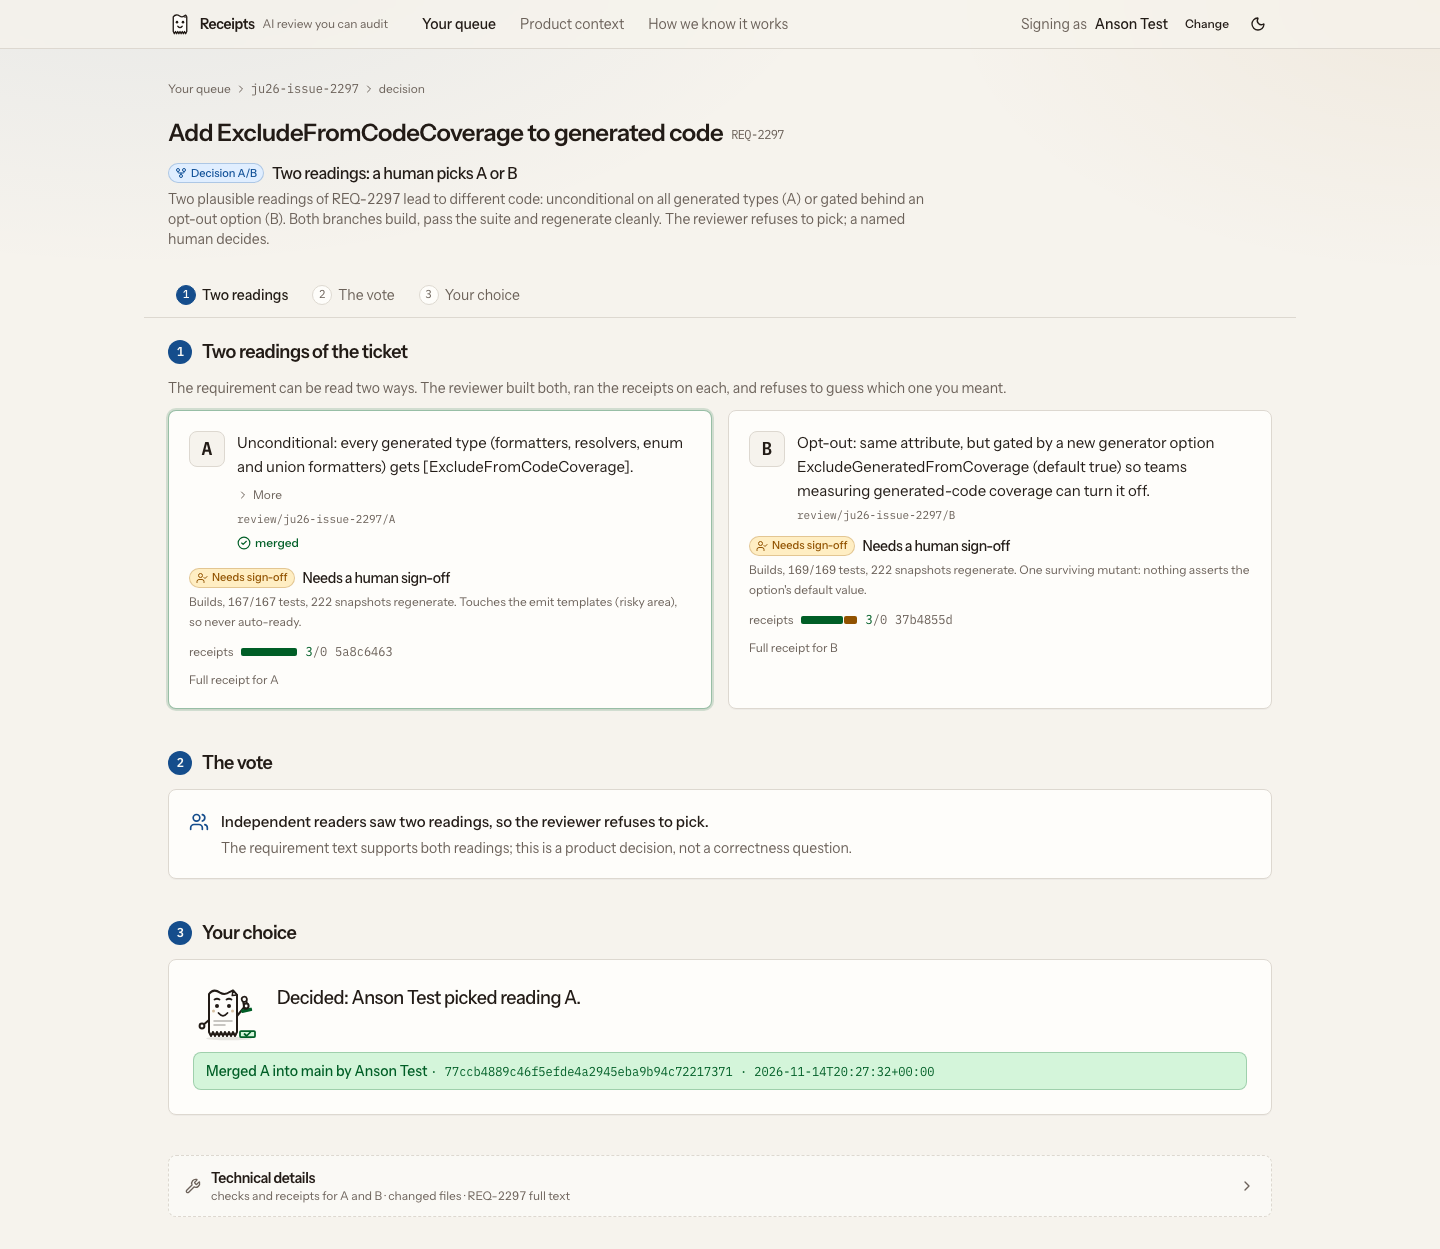 Receipts AI review you can audit Your queue Product context How we know it works Signing as Anson Test Change
Your queue > ju26-issue-2297 > decision
Add ExcludeFromCodeCoverage to generated code REQ-2297
Decision A/B Two readings: a human picks A or B
Two plausible readings of REQ-2297 lead to different code: unconditional on all generated types (A) or gated behind an
opt-out option (B). Both branches build, pass the suite and regenerate cleanly. The reviewer refuses to pick; a named
human decides.
1 Two readings 2 The vote 3 Your choice
1 Two readings of the ticket
The requirement can be read two ways. The reviewer built both, ran the receipts on each, and refuses to guess which one you meant.
A Unconditional: every generated type (formatters, resolvers, enum
and union formatters) gets [ExcludeFromCodeCoverage].
> More
review/ju26-issue-2297/A
merged
Needs sign-off Needs a human sign-off
Builds, 167/167 tests, 222 snapshots regenerate. Touches the emit templates (risky area),
so never auto-ready.
receipts 3/0 5a8c6463
Full receipt for A
B Opt-out: same attribute, but gated by a new generator option
ExcludeGeneratedFromCoverage (default true) so teams
measuring generated-code coverage can turn it off.
review/ju26-issue-2297/B
Needs sign-off Needs a human sign-off
Builds, 169/169 tests, 222 snapshots regenerate. One surviving mutant: nothing asserts the
option's default value.
receipts 3/0 37b4855d
Full receipt for B
2 The vote
Independent readers saw two readings, so the reviewer refuses to pick.
The requirement text supports both readings; this is a product decision, not a correctness question.
3 Your choice
Decided: Anson Test picked reading A.
Merged A into main by Anson Test · 77ccb4889c46f5efde4a2945eba9b94c72217371 · 2026-11-14T20:27:32+00:00
Technical details
checks and receipts for A and B · changed files · REQ-2297 full text